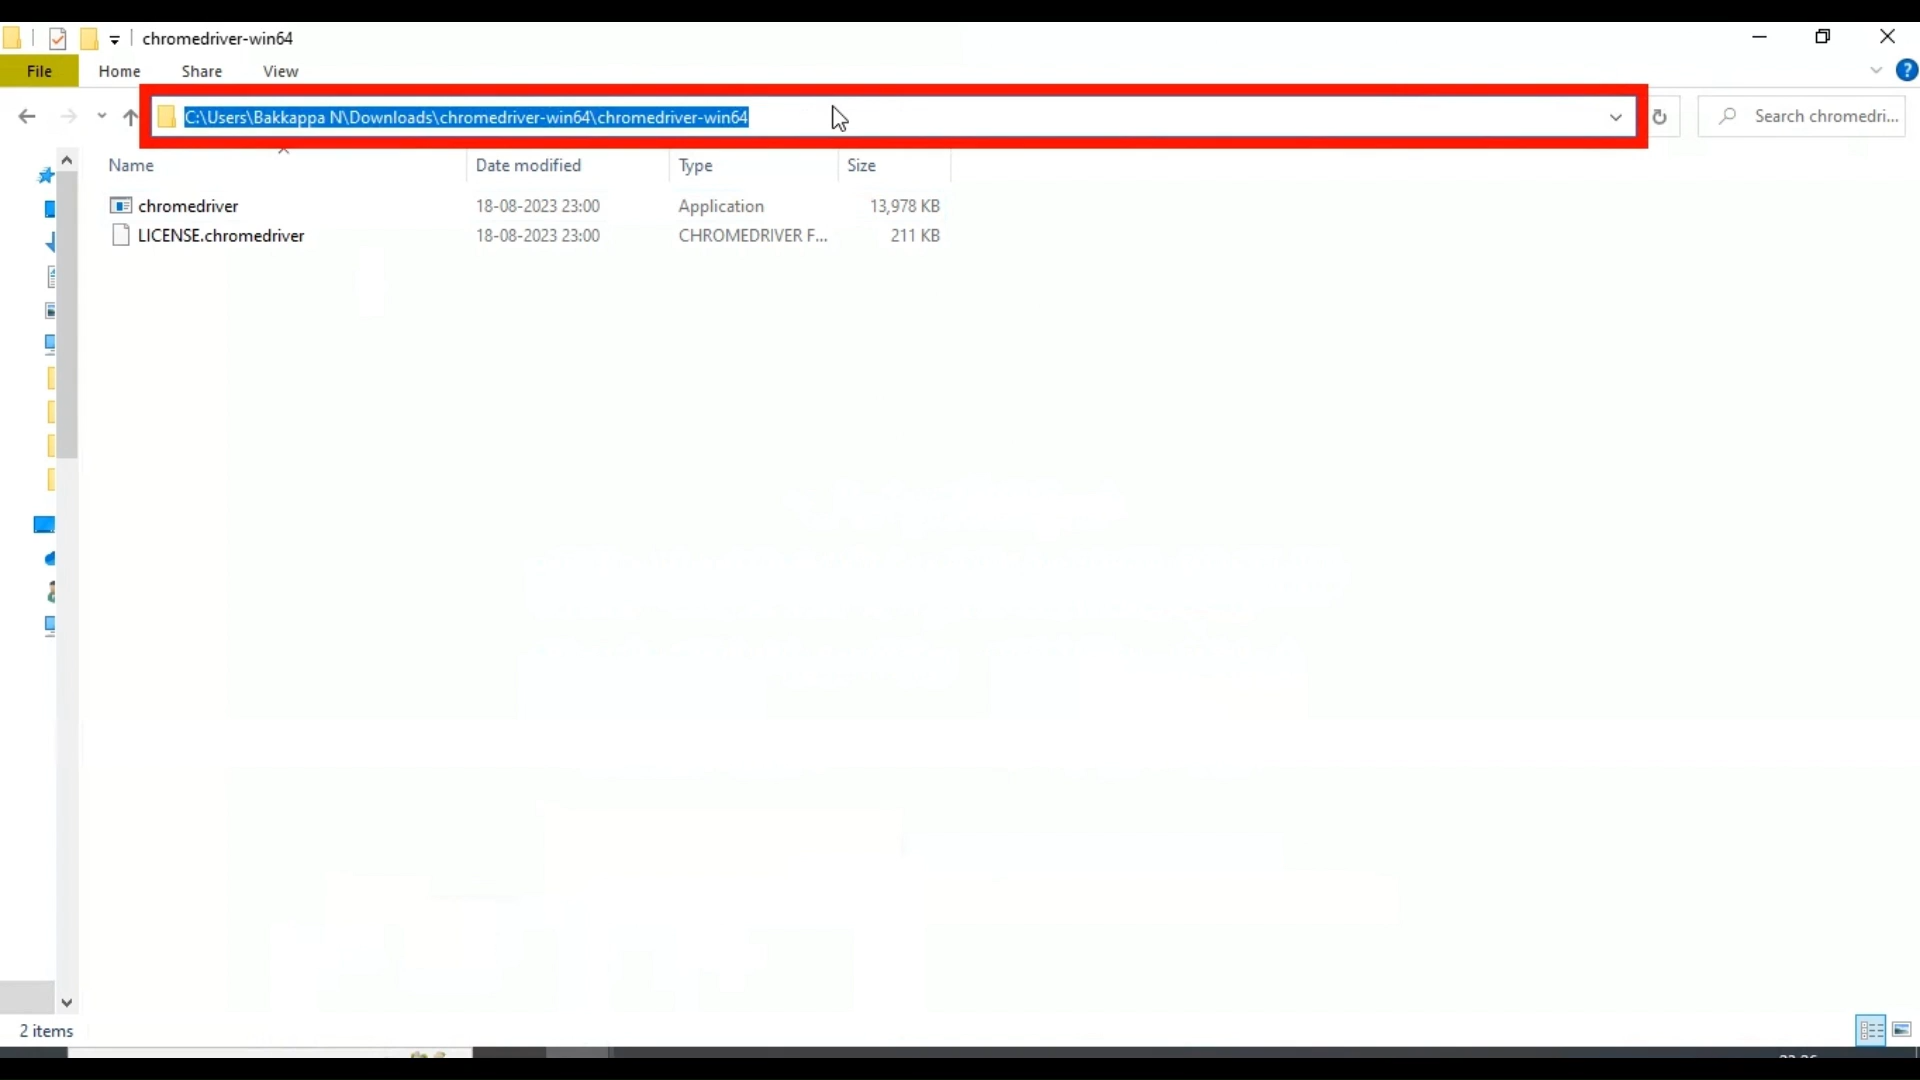 chromedriver-win64
File Home Share View
?
C:\Users\Bakkappa N\Downloads\chromedriver-win64\chromedriver-win64
Search chromedri...
Name Date modified Type Size
chromedriver 18-08-2023 23:00 Application 13,978 KB
LICENSE.chromedriver 18-08-2023 23:00 CHROMEDRIVER F... 211 KB
2 items